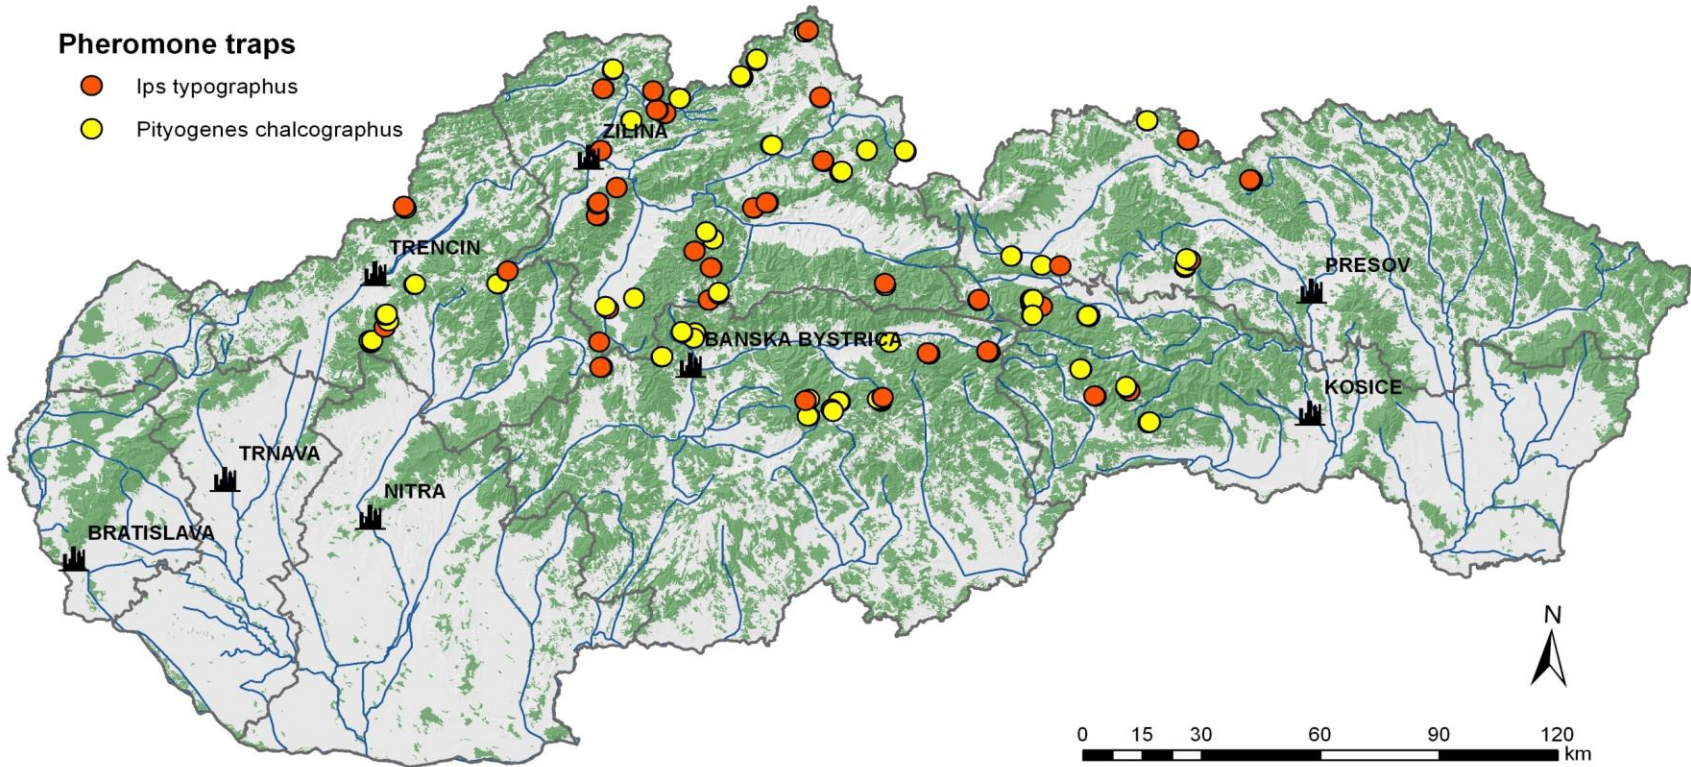 Pheromone traps
Ips typographus
Pityogenes chalcographus
ZILINA
TRENCIN
PRESOV
BANSKA BYSTRICA
KOSICE
TRNAVA
NITRA
BRATISLAVA
N
0 15 30 60 90 120
km